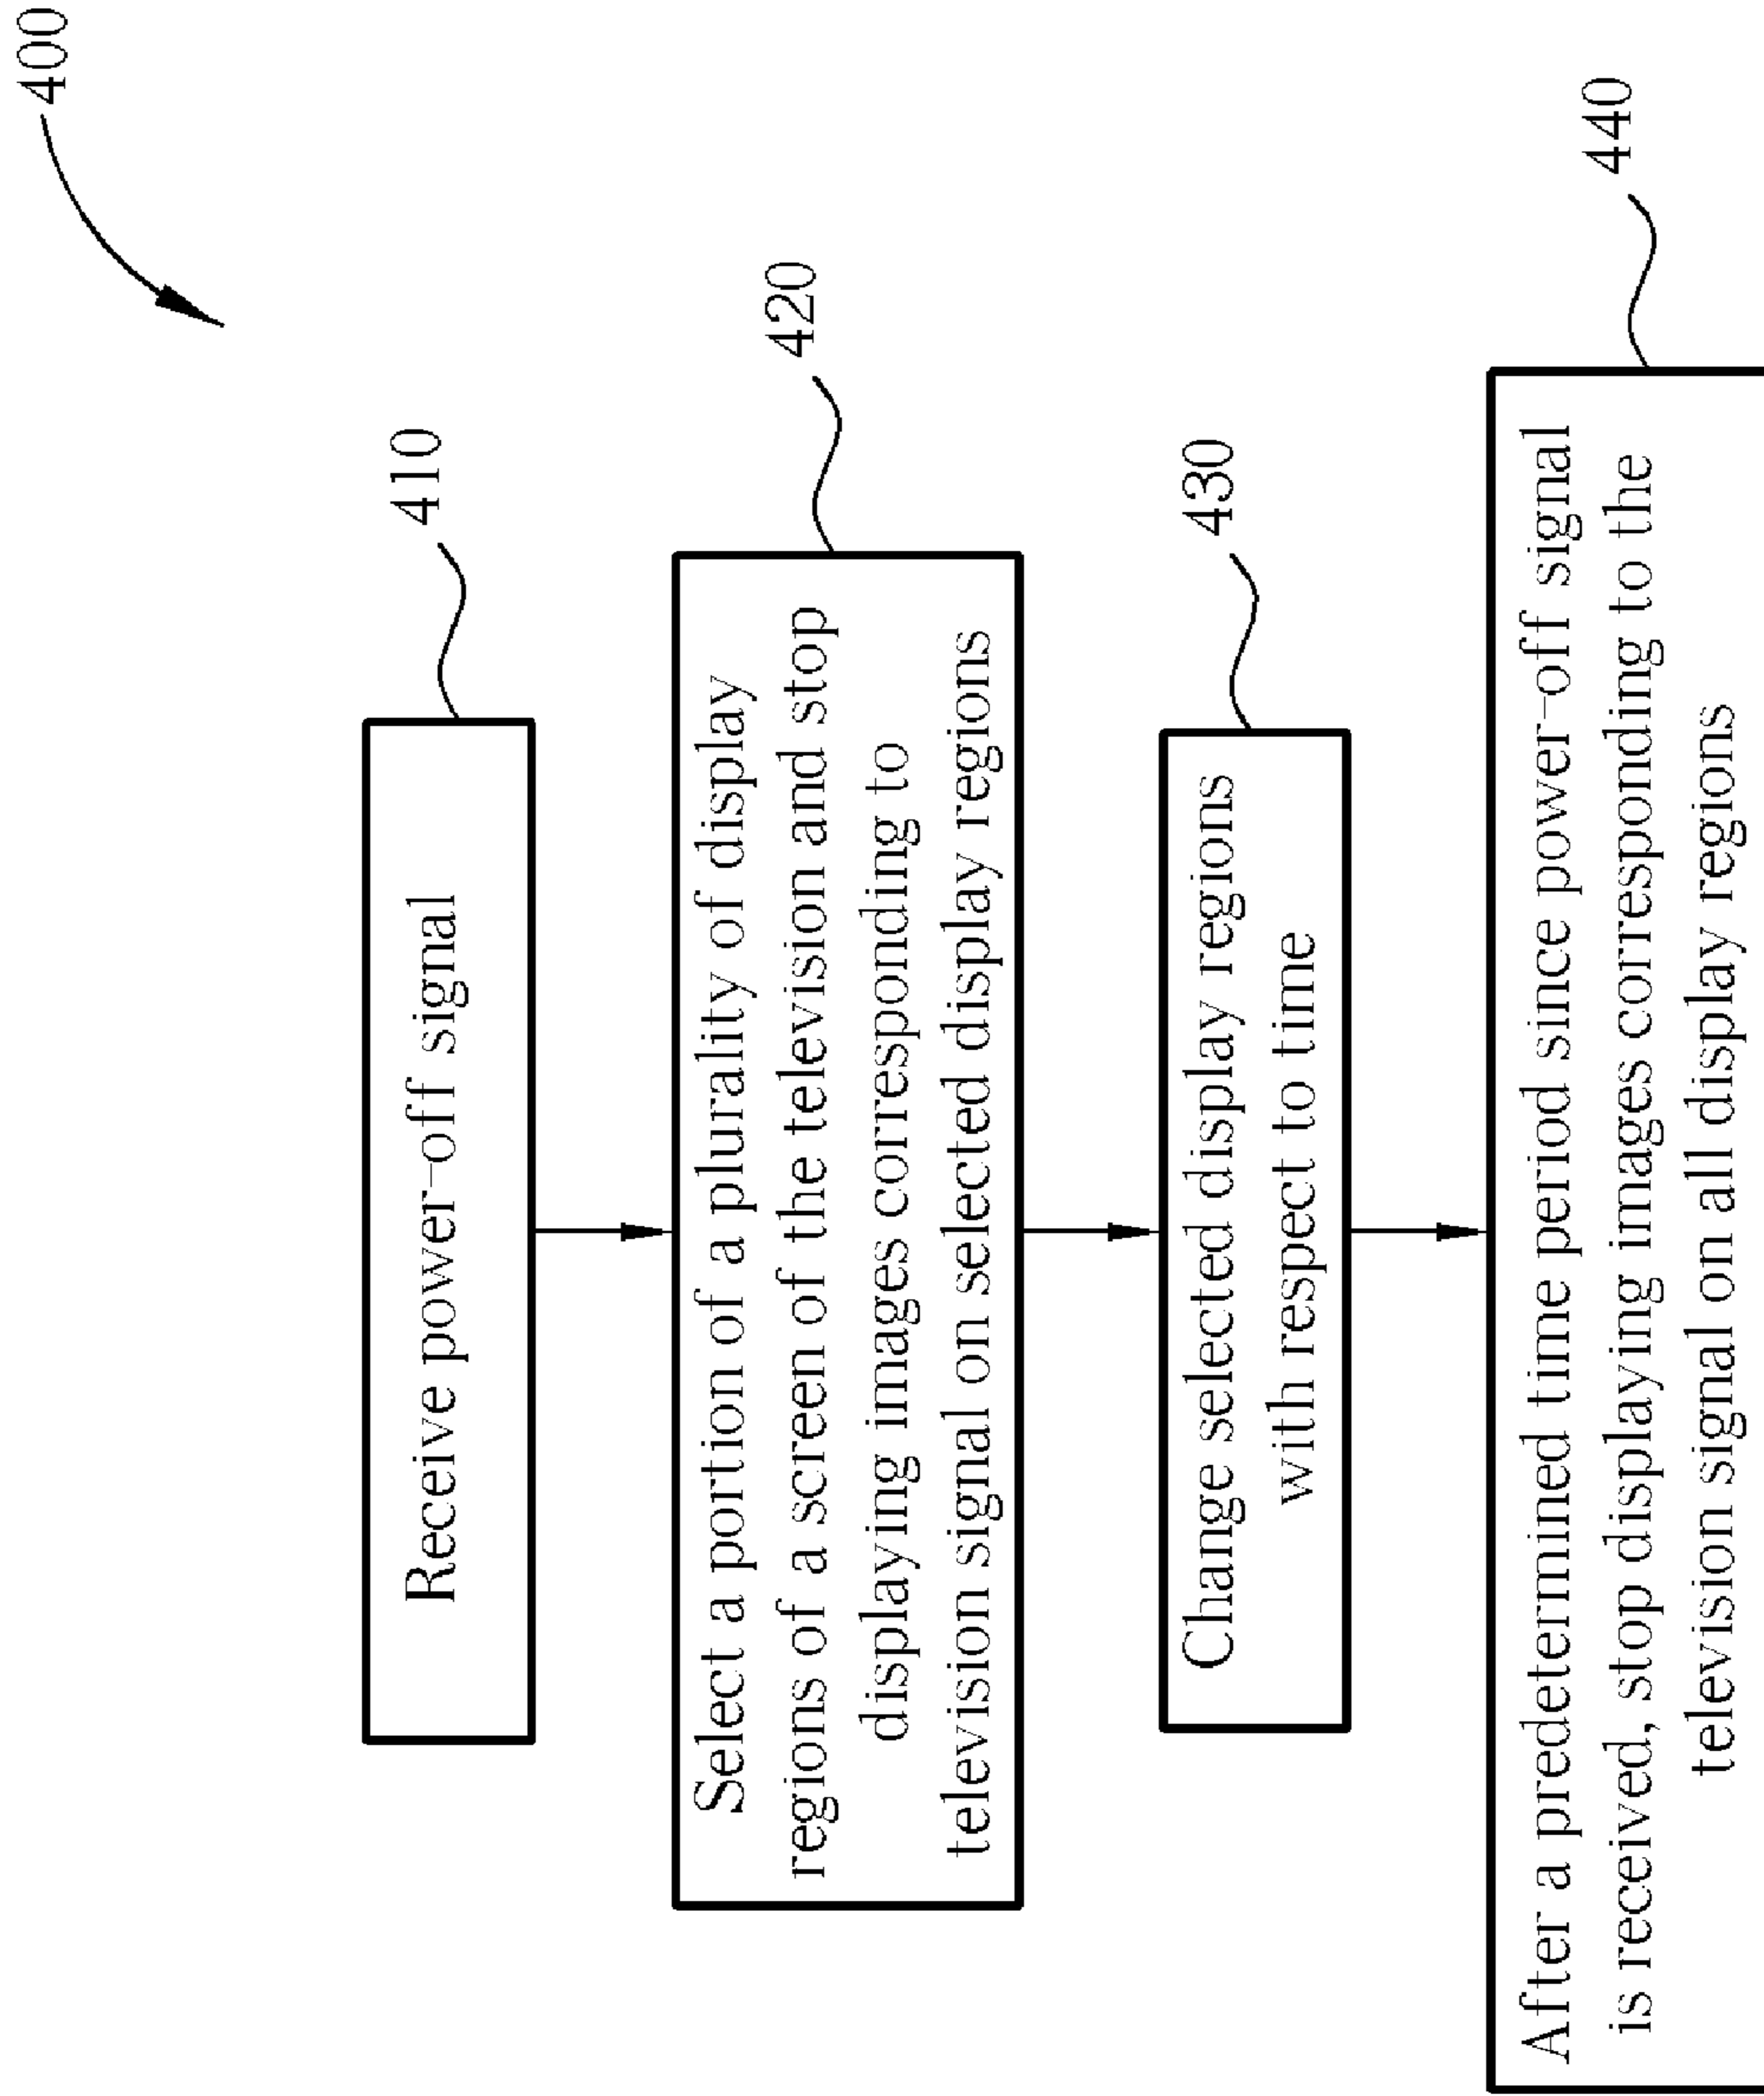 400
410
Receive power-off signal
420
Select a portion of a plurality of display
regions of a screen of the television and stop
displaying images corresponding to
television signal on selected display regions
430
Change selected display regions
with respect to time
440
After a predetermined time period since power-off signal
is received, stop displaying images corresponding to the
television signal on all display regions